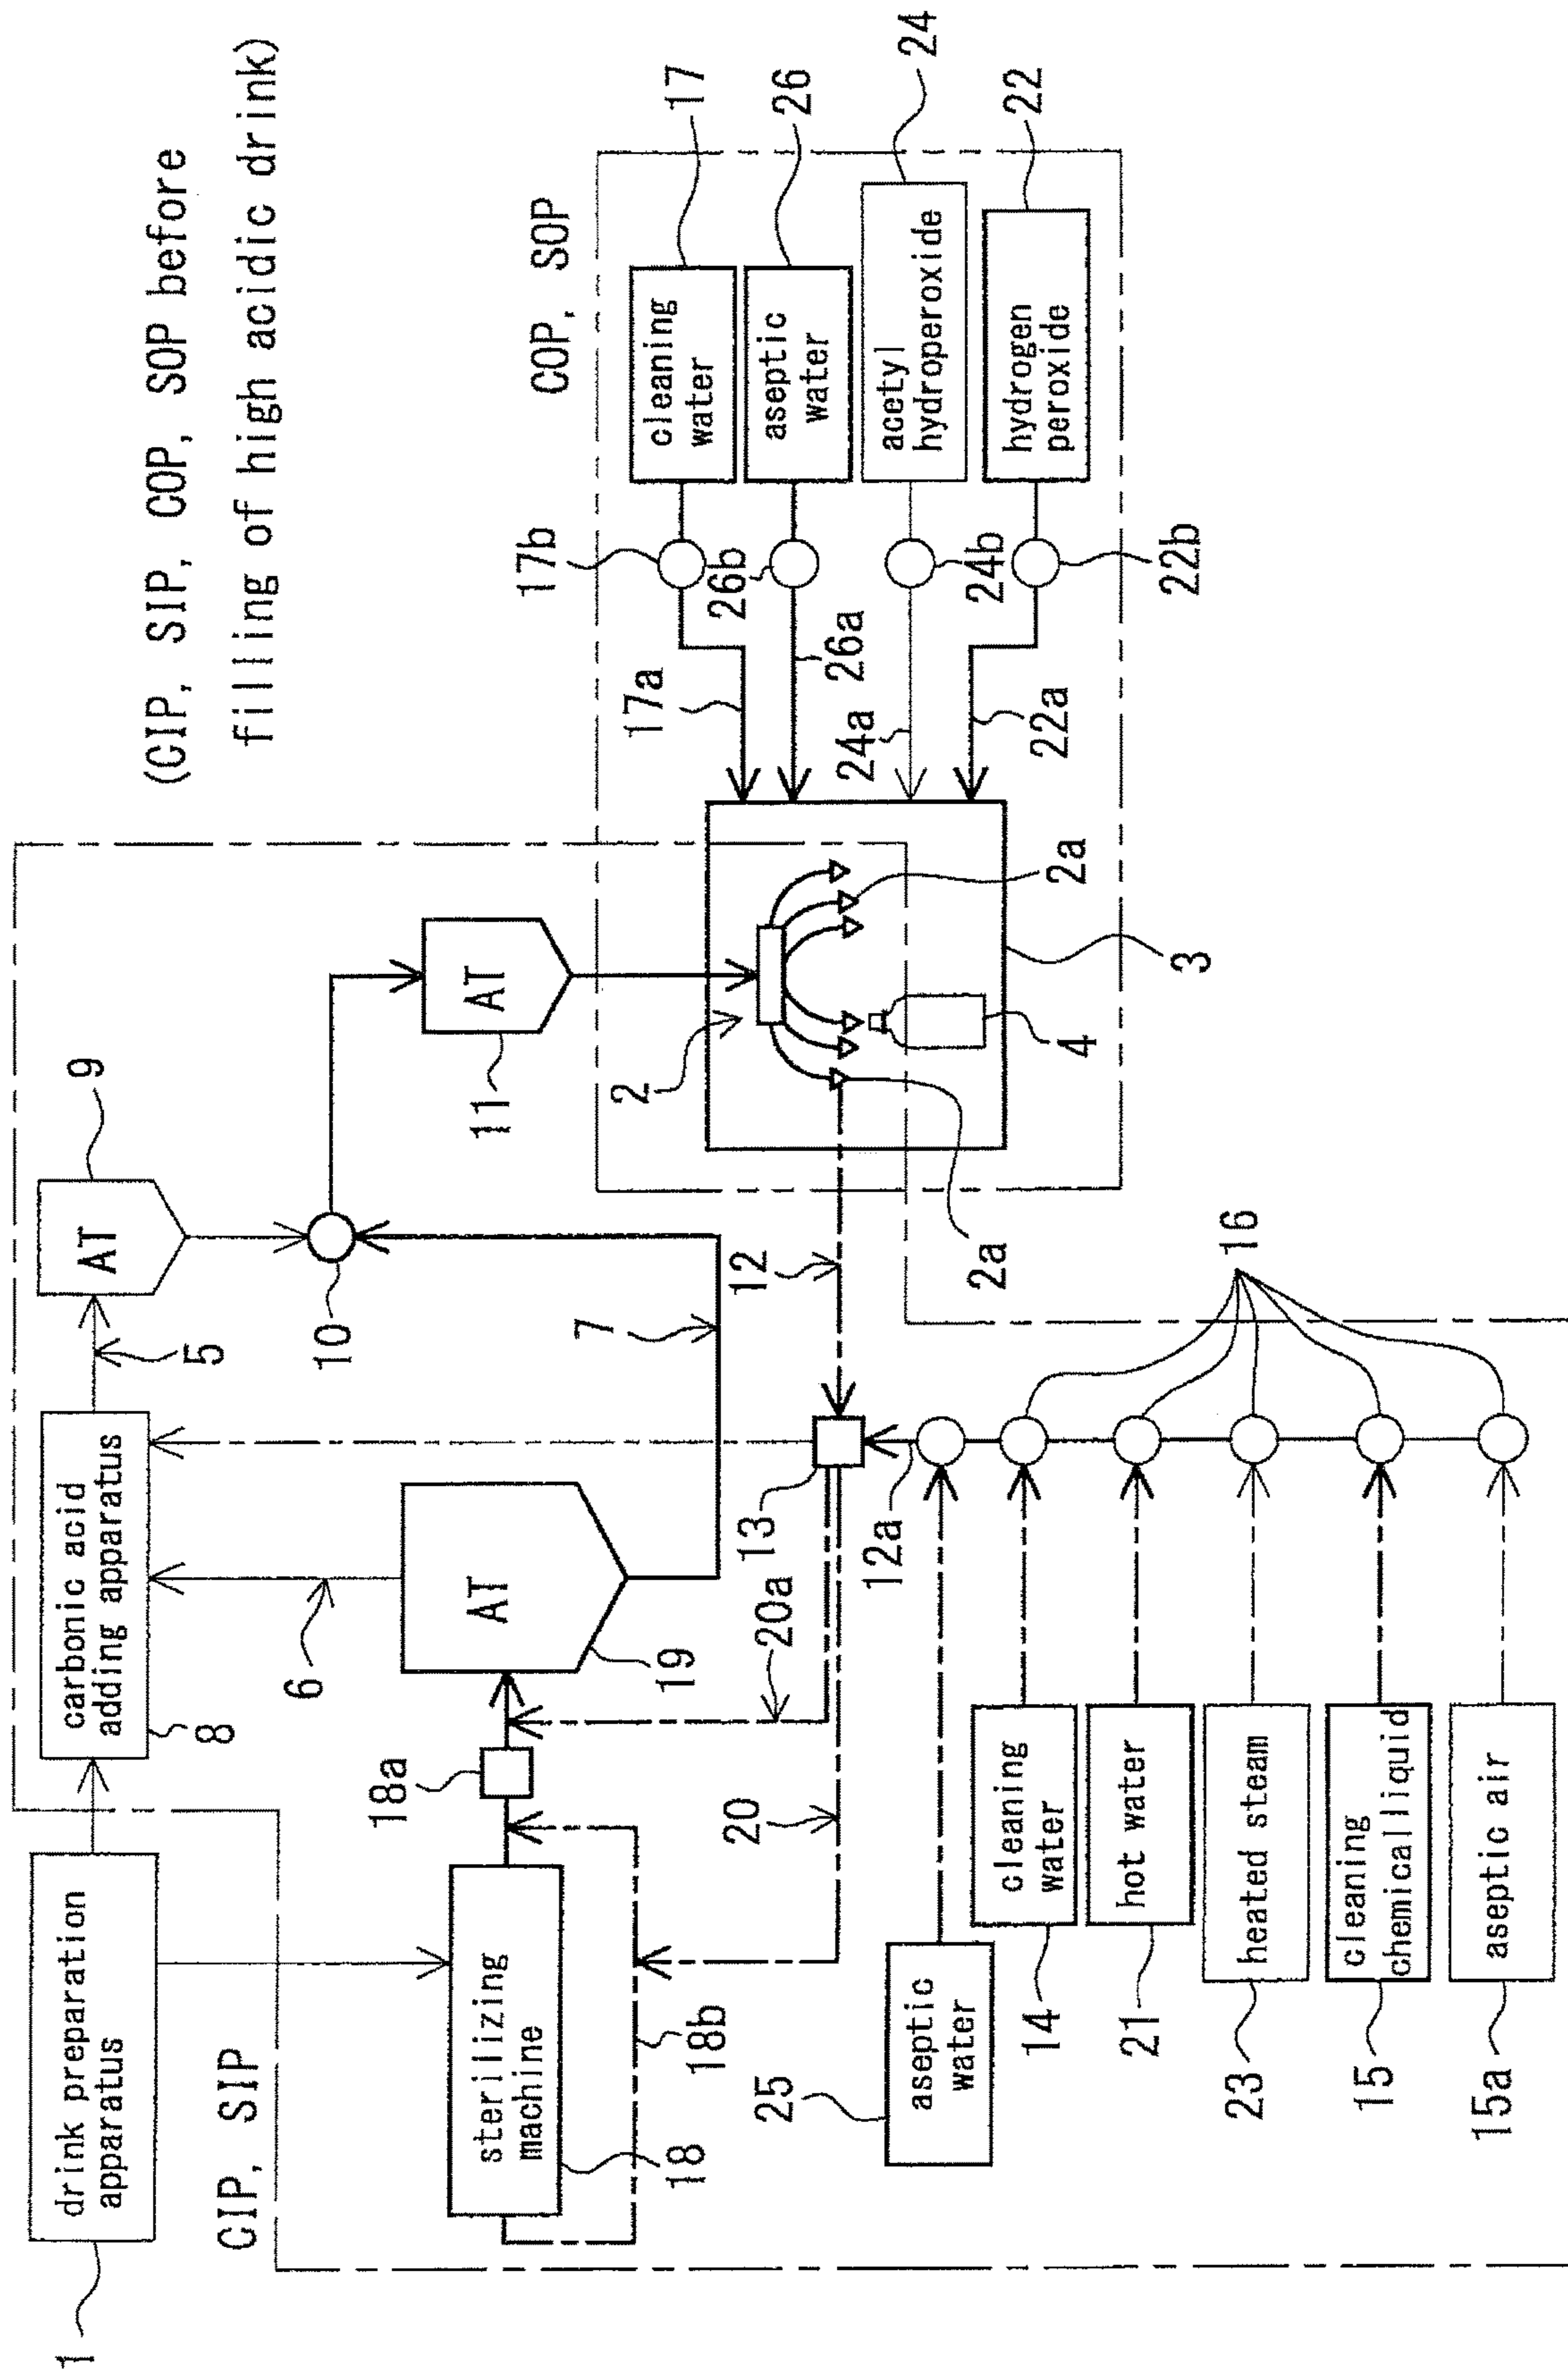 (CIP, SIP, COP, SOP before
filling of high acidic drink)
1
drink preparation
apparatus
CIP, SIP
8
carbonic acid
adding apparatus
5
9
AT
10
6
AT
19
7
11
AT
18a
sterilizing
machine
18
18b
20a
20
13
12
12a
2
2a
2a
3
4
COP, SOP
17a
17b
cleaning
water
17
26a
26b
aseptic
water
26
24a
24b
acetyl
hydroperoxide
24
22a
22b
hydrogen
peroxide
22
16
25
aseptic
water
14
cleaning
water
21
hot water
23
heated steam
15
cleaning
chemical liquid
15a
aseptic air